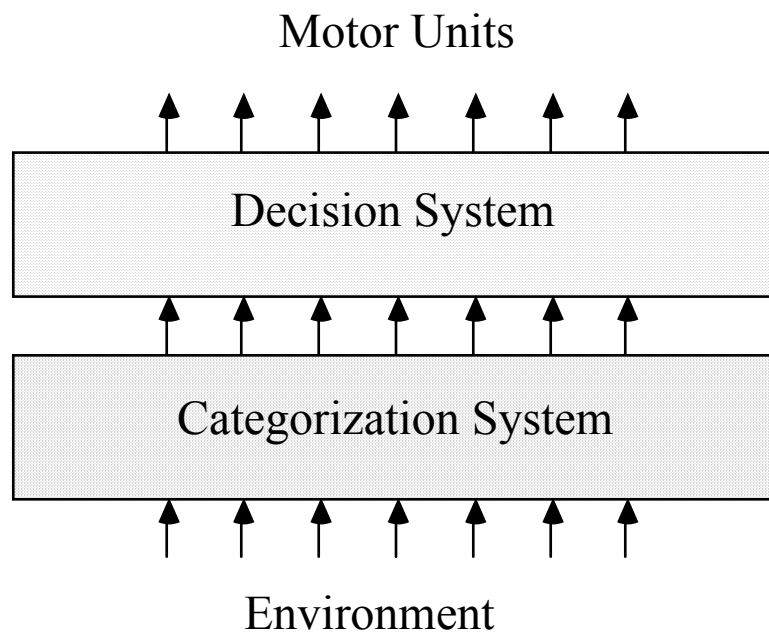 Motor Units
Decision System
Categorization System
Environment